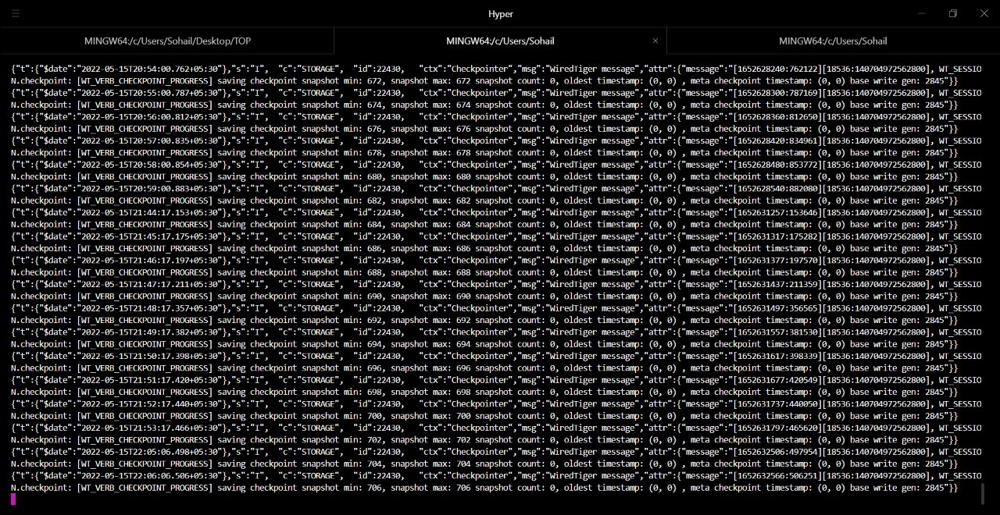 Hyper
MINGW64:/c/Users/Sohail/Desktop/TOP
MINGW64:/c/Users/Sohail
MINGW64:/c/Users/Sohail
{"t":{"$date":"2022-05-15T20:54:00.762+05:30"},"s":"I",  "c":"STORAGE",  "id":22430,   "ctx":"Checkpointer","msg":"WiredTiger message","attr":{"message":"[1652628240:762122][18536:140704972562800], WT_SESSIO
N.checkpoint: [WT_VERB_CHECKPOINT_PROGRESS] saving checkpoint snapshot min: 672, snapshot max: 672 snapshot count: 0, oldest timestamp: (0, 0) , meta checkpoint timestamp: (0, 0) base write gen: 2845"}}
{"t":{"$date":"2022-05-15T20:55:00.787+05:30"},"s":"I",  "c":"STORAGE",  "id":22430,   "ctx":"Checkpointer","msg":"WiredTiger message","attr":{"message":"[1652628300:787169][18536:140704972562800], WT_SESSIO
N.checkpoint: [WT_VERB_CHECKPOINT_PROGRESS] saving checkpoint snapshot min: 674, snapshot max: 674 snapshot count: 0, oldest timestamp: (0, 0) , meta checkpoint timestamp: (0, 0) base write gen: 2845"}}
{"t":{"$date":"2022-05-15T20:56:00.812+05:30"},"s":"I",  "c":"STORAGE",  "id":22430,   "ctx":"Checkpointer","msg":"WiredTiger message","attr":{"message":"[1652628360:812650][18536:140704972562800], WT_SESSIO
N.checkpoint: [WT_VERB_CHECKPOINT_PROGRESS] saving checkpoint snapshot min: 676, snapshot max: 676 snapshot count: 0, oldest timestamp: (0, 0) , meta checkpoint timestamp: (0, 0) base write gen: 2845"}}
{"t":{"$date":"2022-05-15T20:57:00.835+05:30"},"s":"I",  "c":"STORAGE",  "id":22430,   "ctx":"Checkpointer","msg":"WiredTiger message","attr":{"message":"[1652628420:834961][18536:140704972562800], WT_SESSIO
N.checkpoint: [WT_VERB_CHECKPOINT_PROGRESS] saving checkpoint snapshot min: 678, snapshot max: 678 snapshot count: 0, oldest timestamp: (0, 0) , meta checkpoint timestamp: (0, 0) base write gen: 2845"}}
{"t":{"$date":"2022-05-15T20:58:00.854+05:30"},"s":"I",  "c":"STORAGE",  "id":22430,   "ctx":"Checkpointer","msg":"WiredTiger message","attr":{"message":"[1652628480:853772][18536:140704972562800], WT_SESSIO
N.checkpoint: [WT_VERB_CHECKPOINT_PROGRESS] saving checkpoint snapshot min: 680, snapshot max: 680 snapshot count: 0, oldest timestamp: (0, 0) , meta checkpoint timestamp: (0, 0) base write gen: 2845"}}
{"t":{"$date":"2022-05-15T20:59:00.883+05:30"},"s":"I",  "c":"STORAGE",  "id":22430,   "ctx":"Checkpointer","msg":"WiredTiger message","attr":{"message":"[1652628540:882080][18536:140704972562800], WT_SESSIO
N.checkpoint: [WT_VERB_CHECKPOINT_PROGRESS] saving checkpoint snapshot min: 682, snapshot max: 682 snapshot count: 0, oldest timestamp: (0, 0) , meta checkpoint timestamp: (0, 0) base write gen: 2845"}}
{"t":{"$date":"2022-05-15T21:44:17.153+05:30"},"s":"I",  "c":"STORAGE",  "id":22430,   "ctx":"Checkpointer","msg":"WiredTiger message","attr":{"message":"[1652631257:153646][18536:140704972562800], WT_SESSIO
N.checkpoint: [WT_VERB_CHECKPOINT_PROGRESS] saving checkpoint snapshot min: 684, snapshot max: 684 snapshot count: 0, oldest timestamp: (0, 0) , meta checkpoint timestamp: (0, 0) base write gen: 2845"}}
{"t":{"$date":"2022-05-15T21:45:17.175+05:30"},"s":"I",  "c":"STORAGE",  "id":22430,   "ctx":"Checkpointer","msg":"WiredTiger message","attr":{"message":"[1652631317:175282][18536:140704972562800], WT_SESSIO
N.checkpoint: [WT_VERB_CHECKPOINT_PROGRESS] saving checkpoint snapshot min: 686, snapshot max: 686 snapshot count: 0, oldest timestamp: (0, 0) , meta checkpoint timestamp: (0, 0) base write gen: 2845"}}
{"t":{"$date":"2022-05-15T21:46:17.197+05:30"},"s":"I",  "c":"STORAGE",  "id":22430,   "ctx":"Checkpointer","msg":"WiredTiger message","attr":{"message":"[1652631377:197570][18536:140704972562800], WT_SESSIO
N.checkpoint: [WT_VERB_CHECKPOINT_PROGRESS] saving checkpoint snapshot min: 688, snapshot max: 688 snapshot count: 0, oldest timestamp: (0, 0) , meta checkpoint timestamp: (0, 0) base write gen: 2845"}}
{"t":{"$date":"2022-05-15T21:47:17.211+05:30"},"s":"I",  "c":"STORAGE",  "id":22430,   "ctx":"Checkpointer","msg":"WiredTiger message","attr":{"message":"[1652631437:211359][18536:140704972562800], WT_SESSIO
N.checkpoint: [WT_VERB_CHECKPOINT_PROGRESS] saving checkpoint snapshot min: 690, snapshot max: 690 snapshot count: 0, oldest timestamp: (0, 0) , meta checkpoint timestamp: (0, 0) base write gen: 2845"}}
{"t":{"$date":"2022-05-15T21:48:17.357+05:30"},"s":"I",  "c":"STORAGE",  "id":22430,   "ctx":"Checkpointer","msg":"WiredTiger message","attr":{"message":"[1652631497:356565][18536:140704972562800], WT_SESSIO
N.checkpoint: [WT_VERB_CHECKPOINT_PROGRESS] saving checkpoint snapshot min: 692, snapshot max: 692 snapshot count: 0, oldest timestamp: (0, 0) , meta checkpoint timestamp: (0, 0) base write gen: 2845"}}
{"t":{"$date":"2022-05-15T21:49:17.382+05:30"},"s":"I",  "c":"STORAGE",  "id":22430,   "ctx":"Checkpointer","msg":"WiredTiger message","attr":{"message":"[1652631557:381530][18536:140704972562800], WT_SESSIO
N.checkpoint: [WT_VERB_CHECKPOINT_PROGRESS] saving checkpoint snapshot min: 694, snapshot max: 694 snapshot count: 0, oldest timestamp: (0, 0) , meta checkpoint timestamp: (0, 0) base write gen: 2845"}}
{"t":{"$date":"2022-05-15T21:50:17.398+05:30"},"s":"I",  "c":"STORAGE",  "id":22430,   "ctx":"Checkpointer","msg":"WiredTiger message","attr":{"message":"[1652631617:398339][18536:140704972562800], WT_SESSIO
N.checkpoint: [WT_VERB_CHECKPOINT_PROGRESS] saving checkpoint snapshot min: 696, snapshot max: 696 snapshot count: 0, oldest timestamp: (0, 0) , meta checkpoint timestamp: (0, 0) base write gen: 2845"}}
{"t":{"$date":"2022-05-15T21:51:17.420+05:30"},"s":"I",  "c":"STORAGE",  "id":22430,   "ctx":"Checkpointer","msg":"WiredTiger message","attr":{"message":"[1652631677:420549][18536:140704972562800], WT_SESSIO
N.checkpoint: [WT_VERB_CHECKPOINT_PROGRESS] saving checkpoint snapshot min: 698, snapshot max: 698 snapshot count: 0, oldest timestamp: (0, 0) , meta checkpoint timestamp: (0, 0) base write gen: 2845"}}
{"t":{"$date":"2022-05-15T21:52:17.440+05:30"},"s":"I",  "c":"STORAGE",  "id":22430,   "ctx":"Checkpointer","msg":"WiredTiger message","attr":{"message":"[1652631737:440050][18536:140704972562800], WT_SESSIO
N.checkpoint: [WT_VERB_CHECKPOINT_PROGRESS] saving checkpoint snapshot min: 700, snapshot max: 700 snapshot count: 0, oldest timestamp: (0, 0) , meta checkpoint timestamp: (0, 0) base write gen: 2845"}}
{"t":{"$date":"2022-05-15T21:53:17.466+05:30"},"s":"I",  "c":"STORAGE",  "id":22430,   "ctx":"Checkpointer","msg":"WiredTiger message","attr":{"message":"[1652631797:465620][18536:140704972562800], WT_SESSIO
N.checkpoint: [WT_VERB_CHECKPOINT_PROGRESS] saving checkpoint snapshot min: 702, snapshot max: 702 snapshot count: 0, oldest timestamp: (0, 0) , meta checkpoint timestamp: (0, 0) base write gen: 2845"}}
{"t":{"$date":"2022-05-15T22:05:06.498+05:30"},"s":"I",  "c":"STORAGE",  "id":22430,   "ctx":"Checkpointer","msg":"WiredTiger message","attr":{"message":"[1652632506:497954][18536:140704972562800], WT_SESSIO
N.checkpoint: [WT_VERB_CHECKPOINT_PROGRESS] saving checkpoint snapshot min: 704, snapshot max: 704 snapshot count: 0, oldest timestamp: (0, 0) , meta checkpoint timestamp: (0, 0) base write gen: 2845"}}
{"t":{"$date":"2022-05-15T22:06:06.506+05:30"},"s":"I",  "c":"STORAGE",  "id":22430,   "ctx":"Checkpointer","msg":"WiredTiger message","attr":{"message":"[1652632566:506251][18536:140704972562800], WT_SESSIO
N.checkpoint: [WT_VERB_CHECKPOINT_PROGRESS] saving checkpoint snapshot min: 706, snapshot max: 706 snapshot count: 0, oldest timestamp: (0, 0) , meta checkpoint timestamp: (0, 0) base write gen: 2845"}}